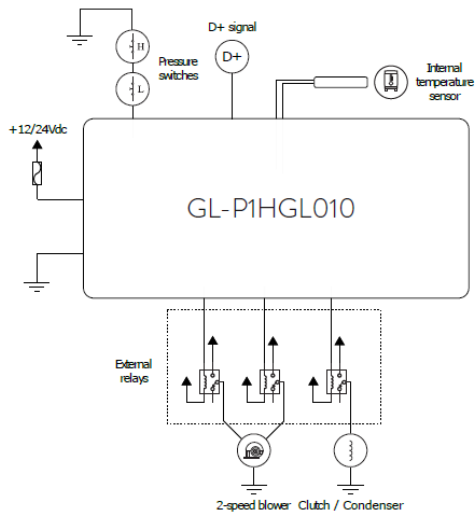 D+ signal
H
Pressure
switches
D+
Internal
temperature
sensor
L
+12/24Vdc
GL-P1HGL010
External
relays
2-speed blower Clutch / Condenser